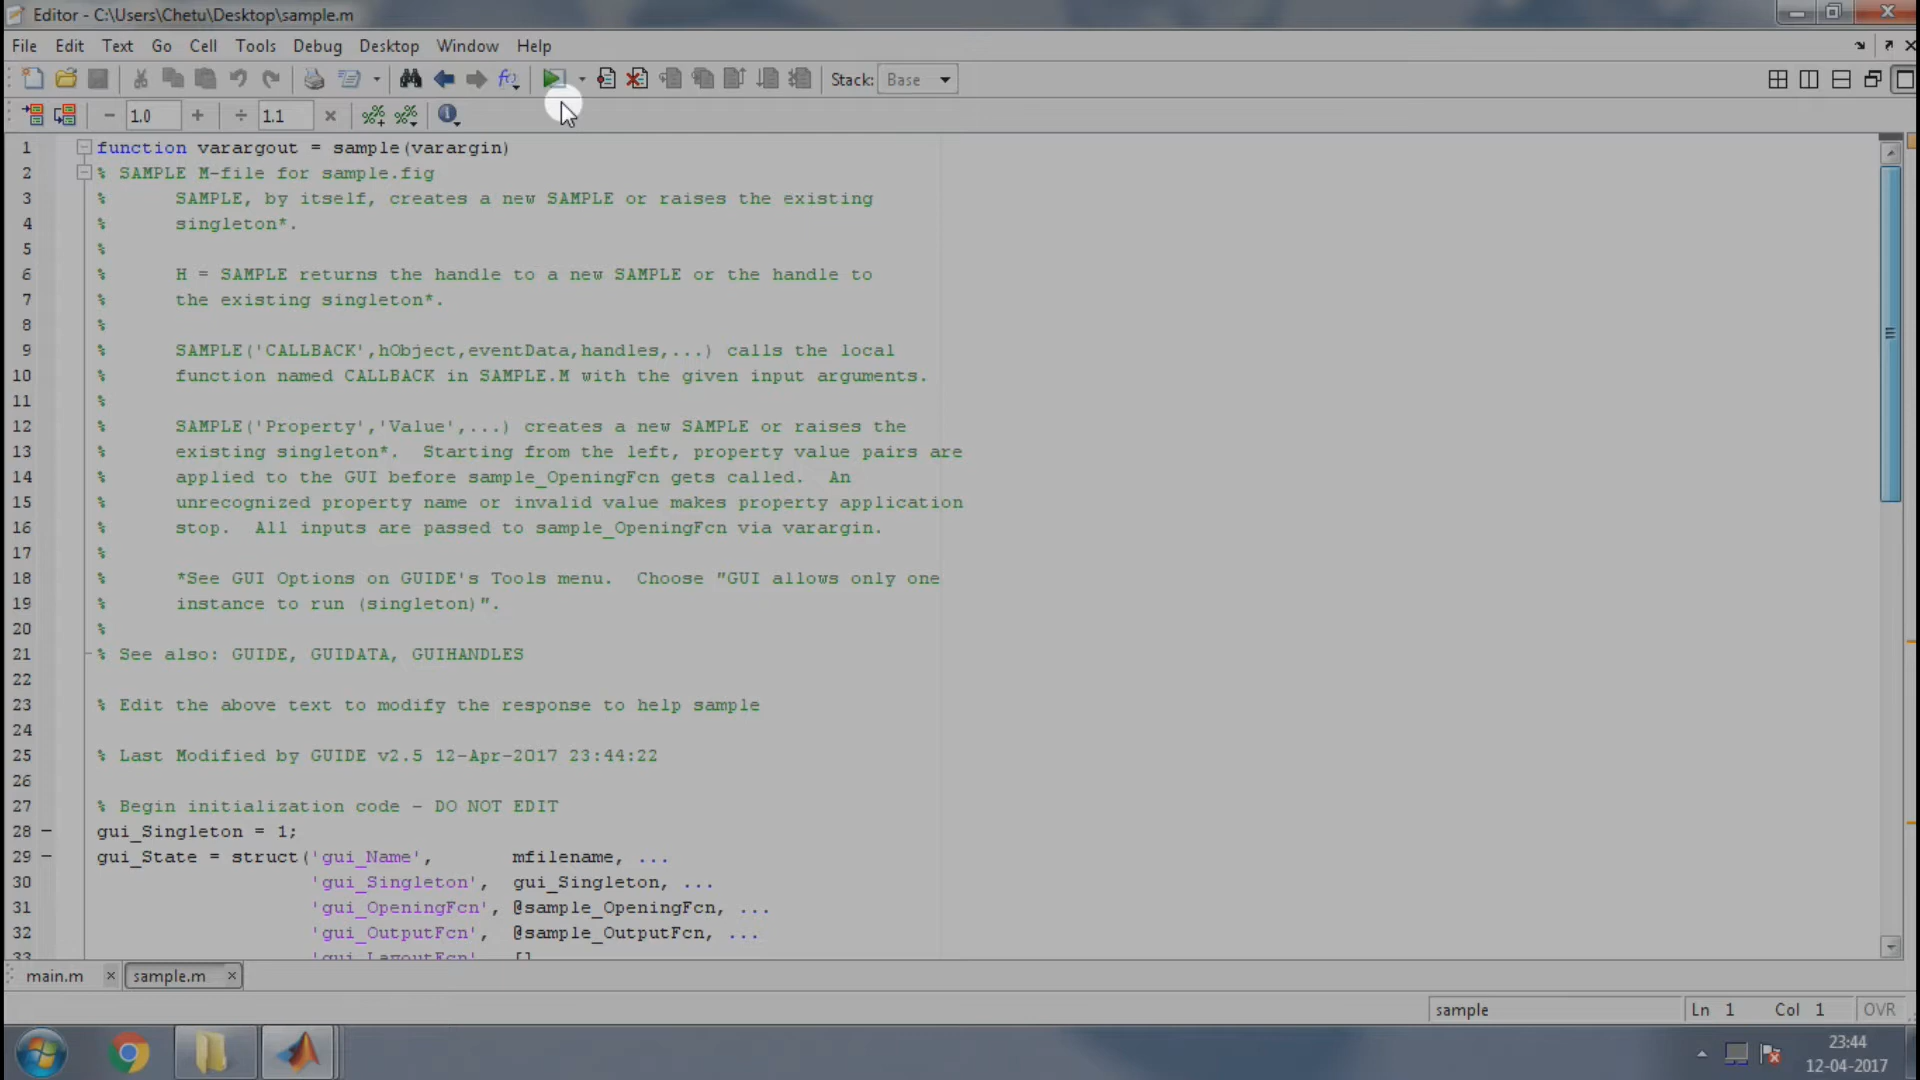 Editor - C:\Users\Chetu\Desktop\sample.m
File Edit Text Go Cell Tools Debug Desktop Window Help
Stack: Base
1.0 1.1
1 function varargout = sample(varargin)
2 % SAMPLE M-file for sample.fig
3 % SAMPLE, by itself, creates a new SAMPLE or raises the existing
4 % singleton*.
5 %
6 % H = SAMPLE returns the handle to a new SAMPLE or the handle to
7 % the existing singleton*.
8 %
9 % SAMPLE('CALLBACK',hObject,eventData,handles,...) calls the local
10 % function named CALLBACK in SAMPLE.M with the given input arguments.
11 %
12 % SAMPLE('Property','Value',...) creates a new SAMPLE or raises the
13 % existing singleton*. Starting from the left, property value pairs are
14 % applied to the GUI before sample_OpeningFcn gets called. An
15 % unrecognized property name or invalid value makes property application
16 % stop. All inputs are passed to sample_OpeningFcn via varargin.
17 %
18 % *See GUI Options on GUIDE's Tools menu. Choose "GUI allows only one
19 % instance to run (singleton)".
20 %
21 % See also: GUIDE, GUIDATA, GUIHANDLES
22
23 % Edit the above text to modify the response to help sample
24
25 % Last Modified by GUIDE v2.5 12-Apr-2017 23:44:22
26
27 % Begin initialization code - DO NOT EDIT
28 - gui_Singleton = 1;
29 - gui_State = struct('gui_Name', mfilename, ...
30 'gui_Singleton', gui_Singleton, ...
31 'gui_OpeningFcn', @sample_OpeningFcn, ...
32 'gui_OutputFcn', @sample_OutputFcn, ...
33 'gui_LayoutFcn', []
main.m sample.m
sample Ln 1 Col 1 OVR
23:44
12-04-2017